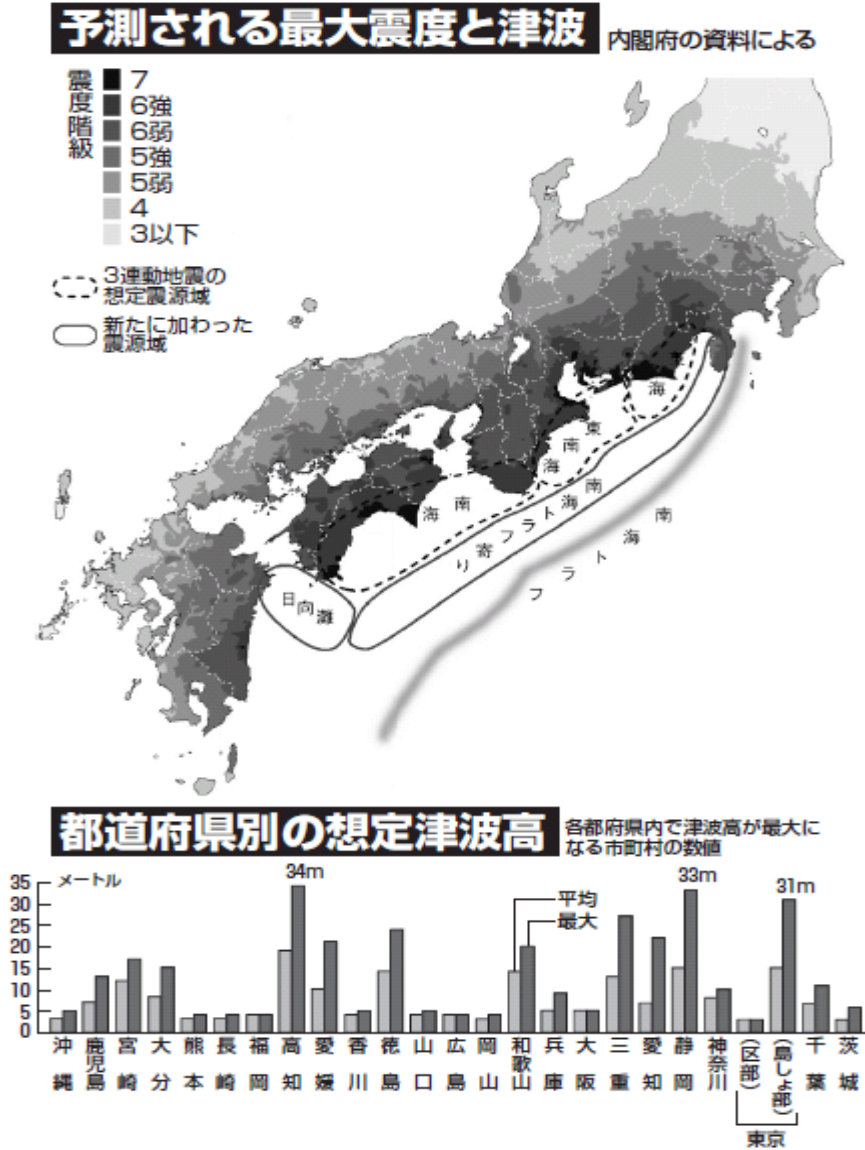 予測される最大震度と津波
内閣府の資料による
震度階級
7
6強
6弱
5強
5弱
4
3以下
3連動地震の
想定震源域
新たに加わった
震源域
東海
東南海
南海
南海トラフ寄り
南海トラフ
日向灘
都道府県別の想定津波高
各都府県内で津波高が最大に
なる市町村の数値
メートル
35
30
25
20
15
10
5
0
34m
33m
31m
平均
最大
沖縄
鹿児島
宮崎
大分
熊本
長崎
福岡
高知
愛媛
香川
徳島
山口
広島
岡山
和歌山
兵庫
大阪
三重
愛知
静岡
神奈川
(区部)
(島しょ部)
千葉
茨城
東京